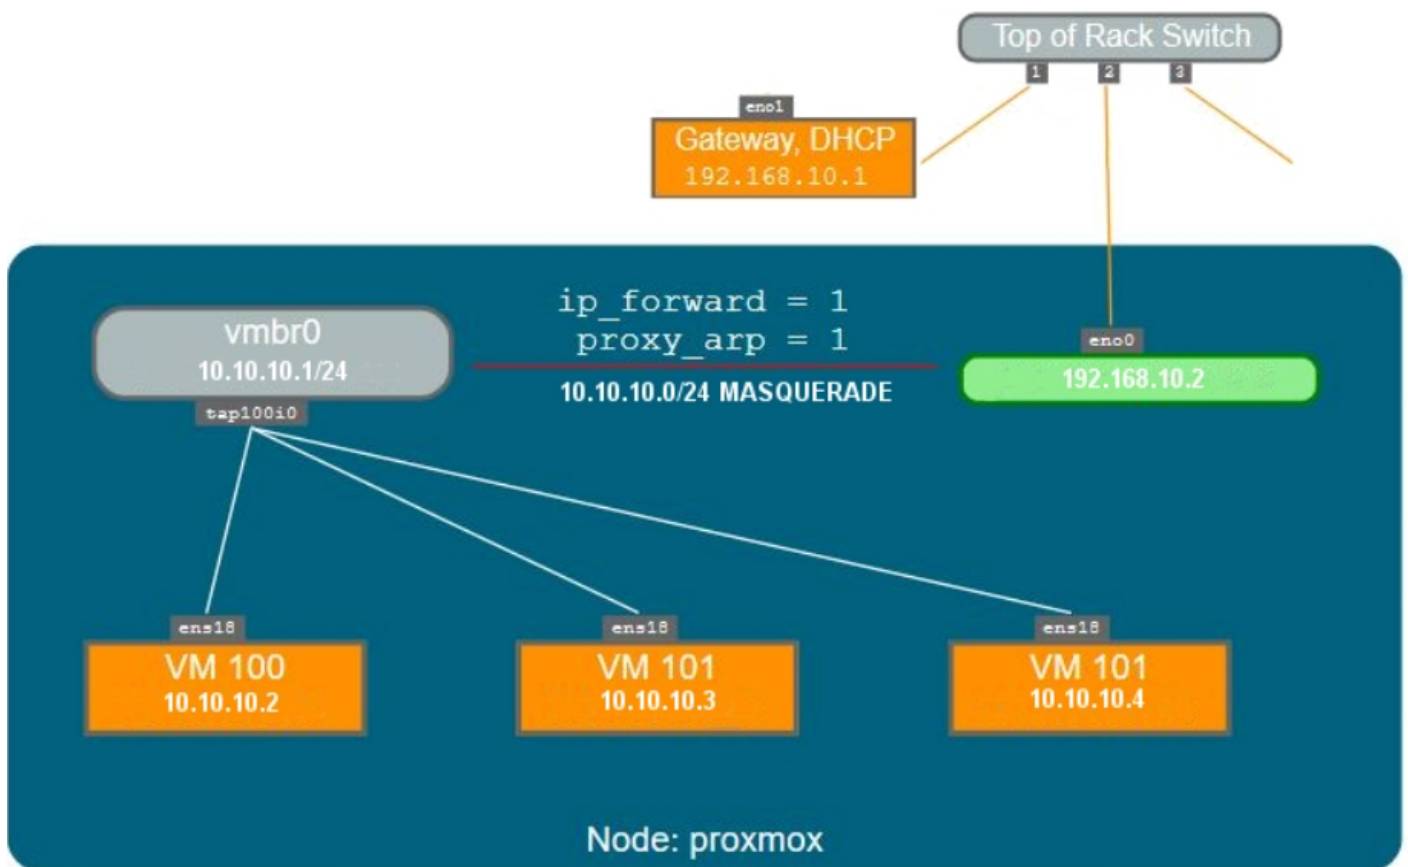 Top of Rack Switch
1 2 3
eno1
Gateway, DHCP
192.168.10.1
ip_forward = 1
proxy_arp = 1
10.10.10.0/24 MASQUERADE
vmbr0
10.10.10.1/24
tap100i0
eno0
192.168.10.2
ens18
VM 100
10.10.10.2
ens18
VM 101
10.10.10.3
ens18
VM 101
10.10.10.4
Node: proxmox